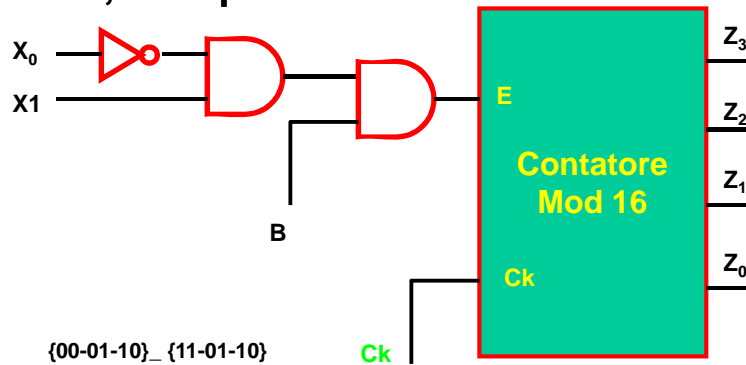 X₀
X1
B
E
Contatore
Mod 16
Ck
Z₃
Z₂
Z₁
Z₀
{00-01-10}_ {11-01-10}
Ck